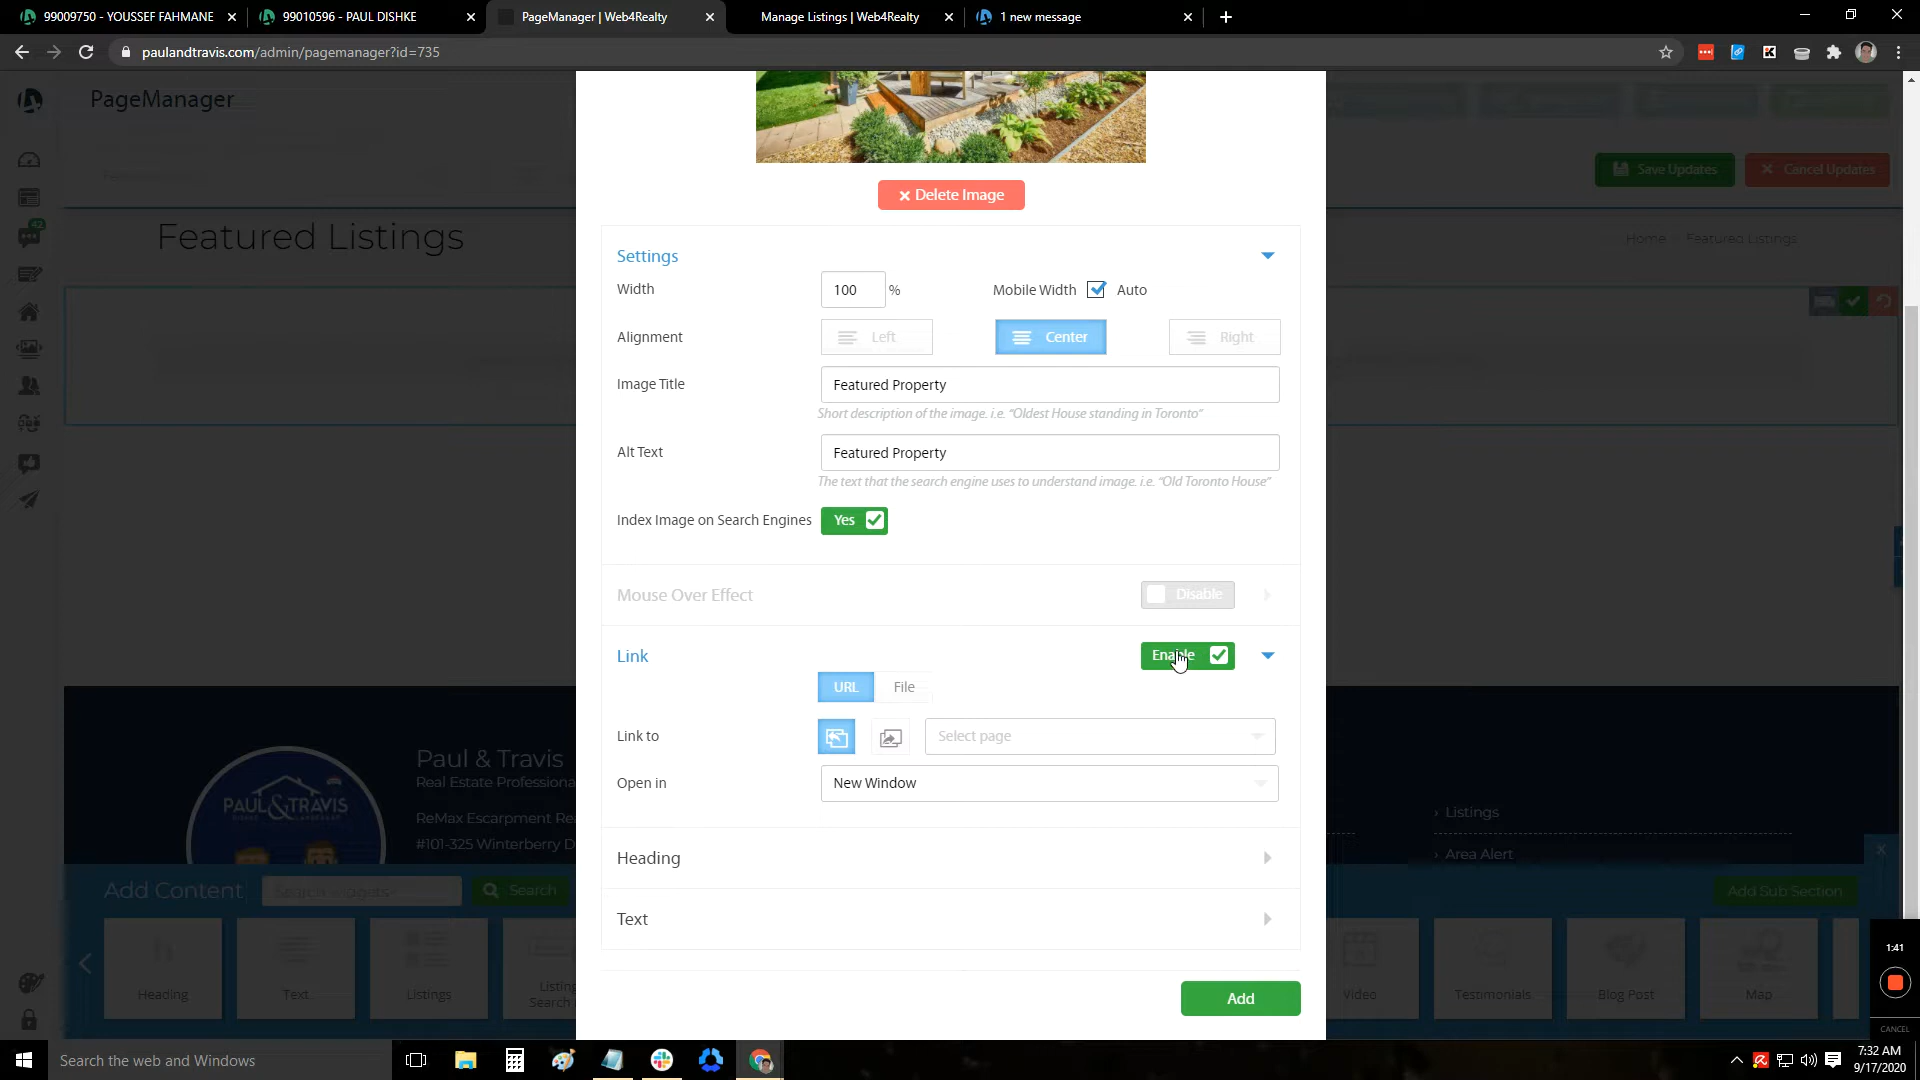 99009750 - YOUSSEF FAHMANE
99010596 - PAUL DISHKE
PageManager | Web4Realty
Manage Listings | Web4Realty
1 new message
paulandtravis.com/admin/pagemanager?id=735
PageManager
Save Updates
Cancel Updates
42
Featured Listings
Home
Featured Listings
Delete Image
Settings
Width
100
%
Mobile Width
Auto
Alignment
Left
Center
Right
Image Title
Featured Property
Short description of the image. i.e. "Oldest House standing in Toronto"
Alt Text
Featured Property
The text that the search engine uses to understand image. i.e. "Old Toronto House"
Index Image on Search Engines
Yes
Mouse Over Effect
Disable
Link
Enable
URL
File
Link to
Select page
Open in
New Window
Heading
Text
Add
Paul & Travis
Real Estate Professiona
PAUL & TRAVIS
ReMax Escarpment Rea
#101-325 Winterberry D
› Listings
› Area Alert
Add Content
Search widgets
Search
Add Sub Section
Heading
Text
Listings
Listing
Search
Video
Testimonials
Blog Post
Map
1:41
CANCEL
Search the web and Windows
7:32 AM
9/17/2020